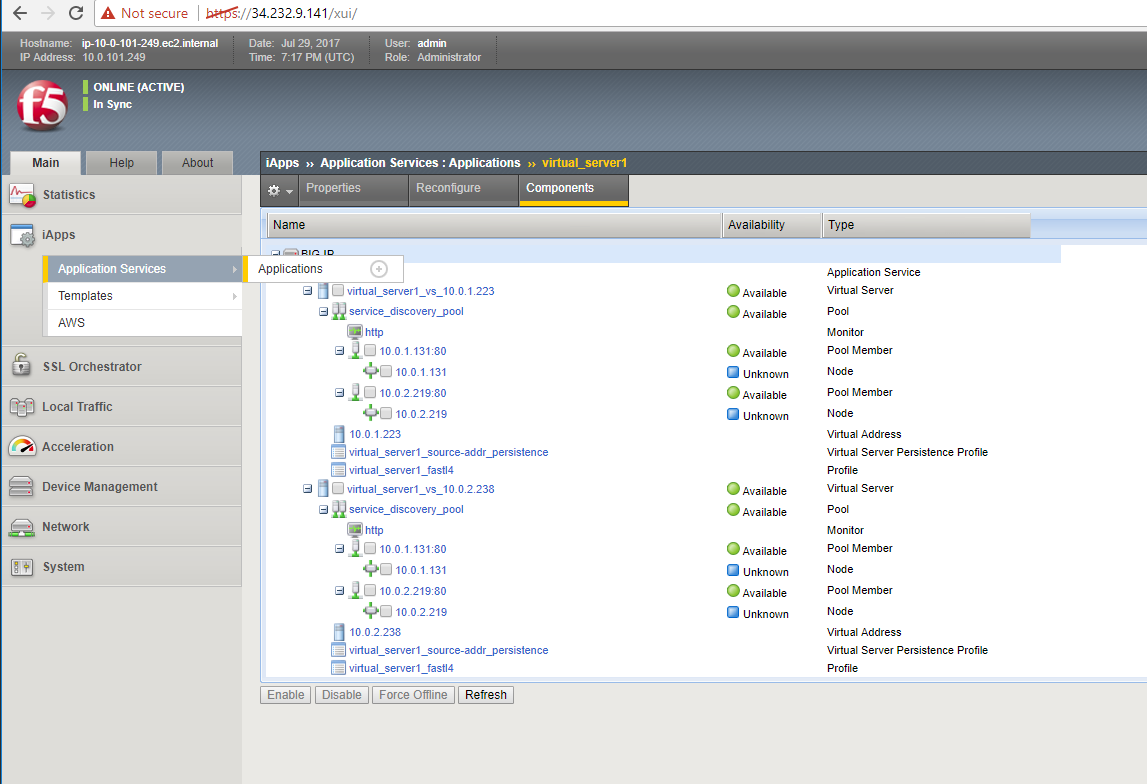 Not secure | https://34.232.9.141/xui/
Hostname: ip-10-0-101-249.ec2.internal Date: Jul 29, 2017 User: admin
IP Address: 10.0.101.249 Time: 7:17 PM (UTC) Role: Administrator
f5
ONLINE (ACTIVE)
In Sync
Main Help About
iApps ›› Application Services : Applications ›› virtual_server1
Properties Reconfigure Components
Statistics
iApps
Application Services
Applications
Templates
AWS
SSL Orchestrator
Local Traffic
Acceleration
Device Management
Network
System
Name Availability Type
BIG-IP
Application Service
virtual_server1_vs_10.0.1.223 Available Virtual Server
service_discovery_pool Available Pool
http Monitor
10.0.1.131:80 Available Pool Member
10.0.1.131 Unknown Node
10.0.2.219:80 Available Pool Member
10.0.2.219 Unknown Node
10.0.1.223 Virtual Address
virtual_server1_source-addr_persistence Virtual Server Persistence Profile
virtual_server1_fastl4 Profile
virtual_server1_vs_10.0.2.238 Available Virtual Server
service_discovery_pool Available Pool
http Monitor
10.0.1.131:80 Available Pool Member
10.0.1.131 Unknown Node
10.0.2.219:80 Available Pool Member
10.0.2.219 Unknown Node
10.0.2.238 Virtual Address
virtual_server1_source-addr_persistence Virtual Server Persistence Profile
virtual_server1_fastl4 Profile
Enable Disable Force Offline Refresh